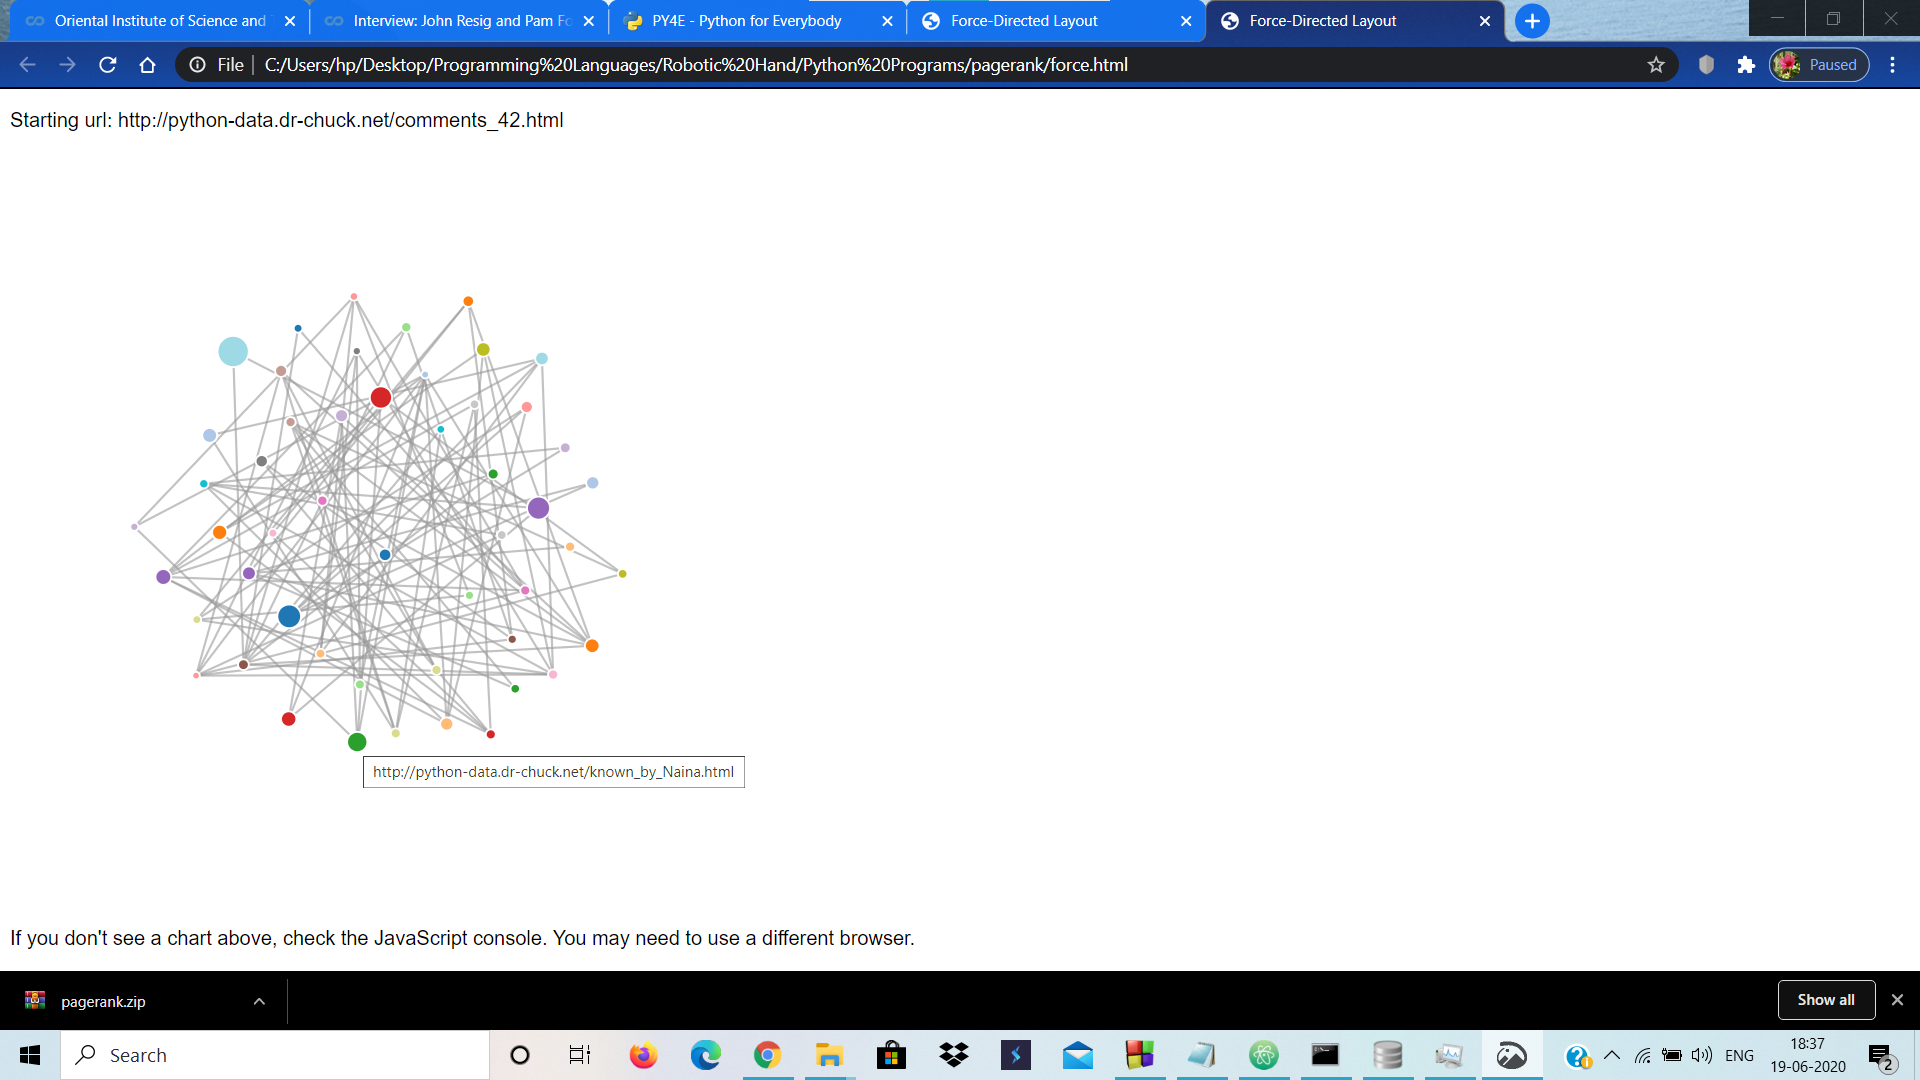 Oriental Institute of Science and
Interview: John Resig and Pam Fo
PY4E - Python for Everybody
Force-Directed Layout
Force-Directed Layout
File
C:/Users/hp/Desktop/Programming%20Languages/Robotic%20Hand/Python%20Programs/pagerank/force.html
Paused
Starting url: http://python-data.dr-chuck.net/comments_42.html
http://python-data.dr-chuck.net/known_by_Naina.html
If you don't see a chart above, check the JavaScript console. You may need to use a different browser.
pagerank.zip
Show all
Search
ENG
18:37
19-06-2020
2